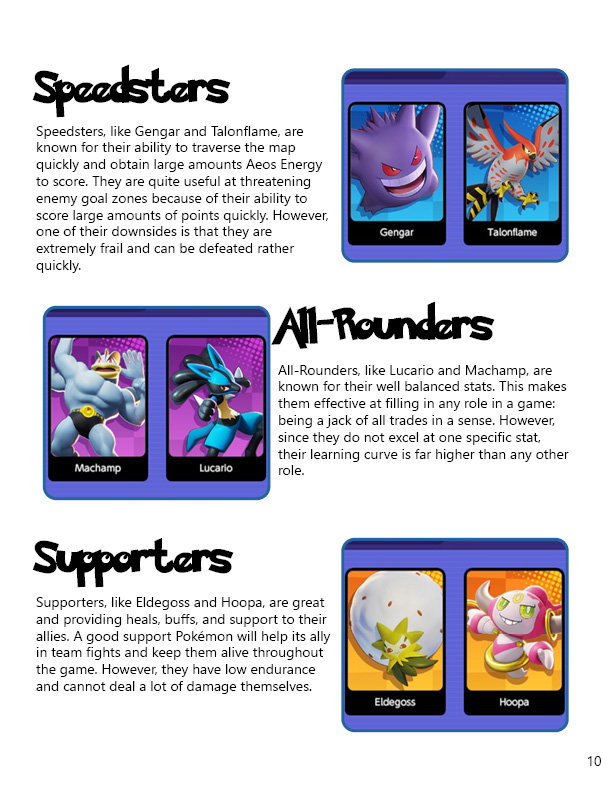 Speedsters
Speedsters, like Gengar and Talonflame, are
known for their ability to traverse the map
quickly and obtain large amounts Aeos Energy
to score. They are quite useful at threatening
enemy goal zones because of their ability to
score large amounts of points quickly. However,
one of their downsides is that they are
extremely frail and can be defeated rather
quickly.
Gengar
Talonflame
Machamp
Lucario
All-Rounders
All-Rounders, like Lucario and Machamp, are
known for their well balanced stats. This makes
them effective at filling in any role in a game:
being a jack of all trades in a sense. However,
since they do not excel at one specific stat,
their learning curve is far higher than any other
role.
Supporters
Supporters, like Eldegoss and Hoopa, are great
and providing heals, buffs, and support to their
allies. A good support Pokémon will help its ally
in team fights and keep them alive throughout
the game. However, they have low endurance
and cannot deal a lot of damage themselves.
Eldegoss
Hoopa
10